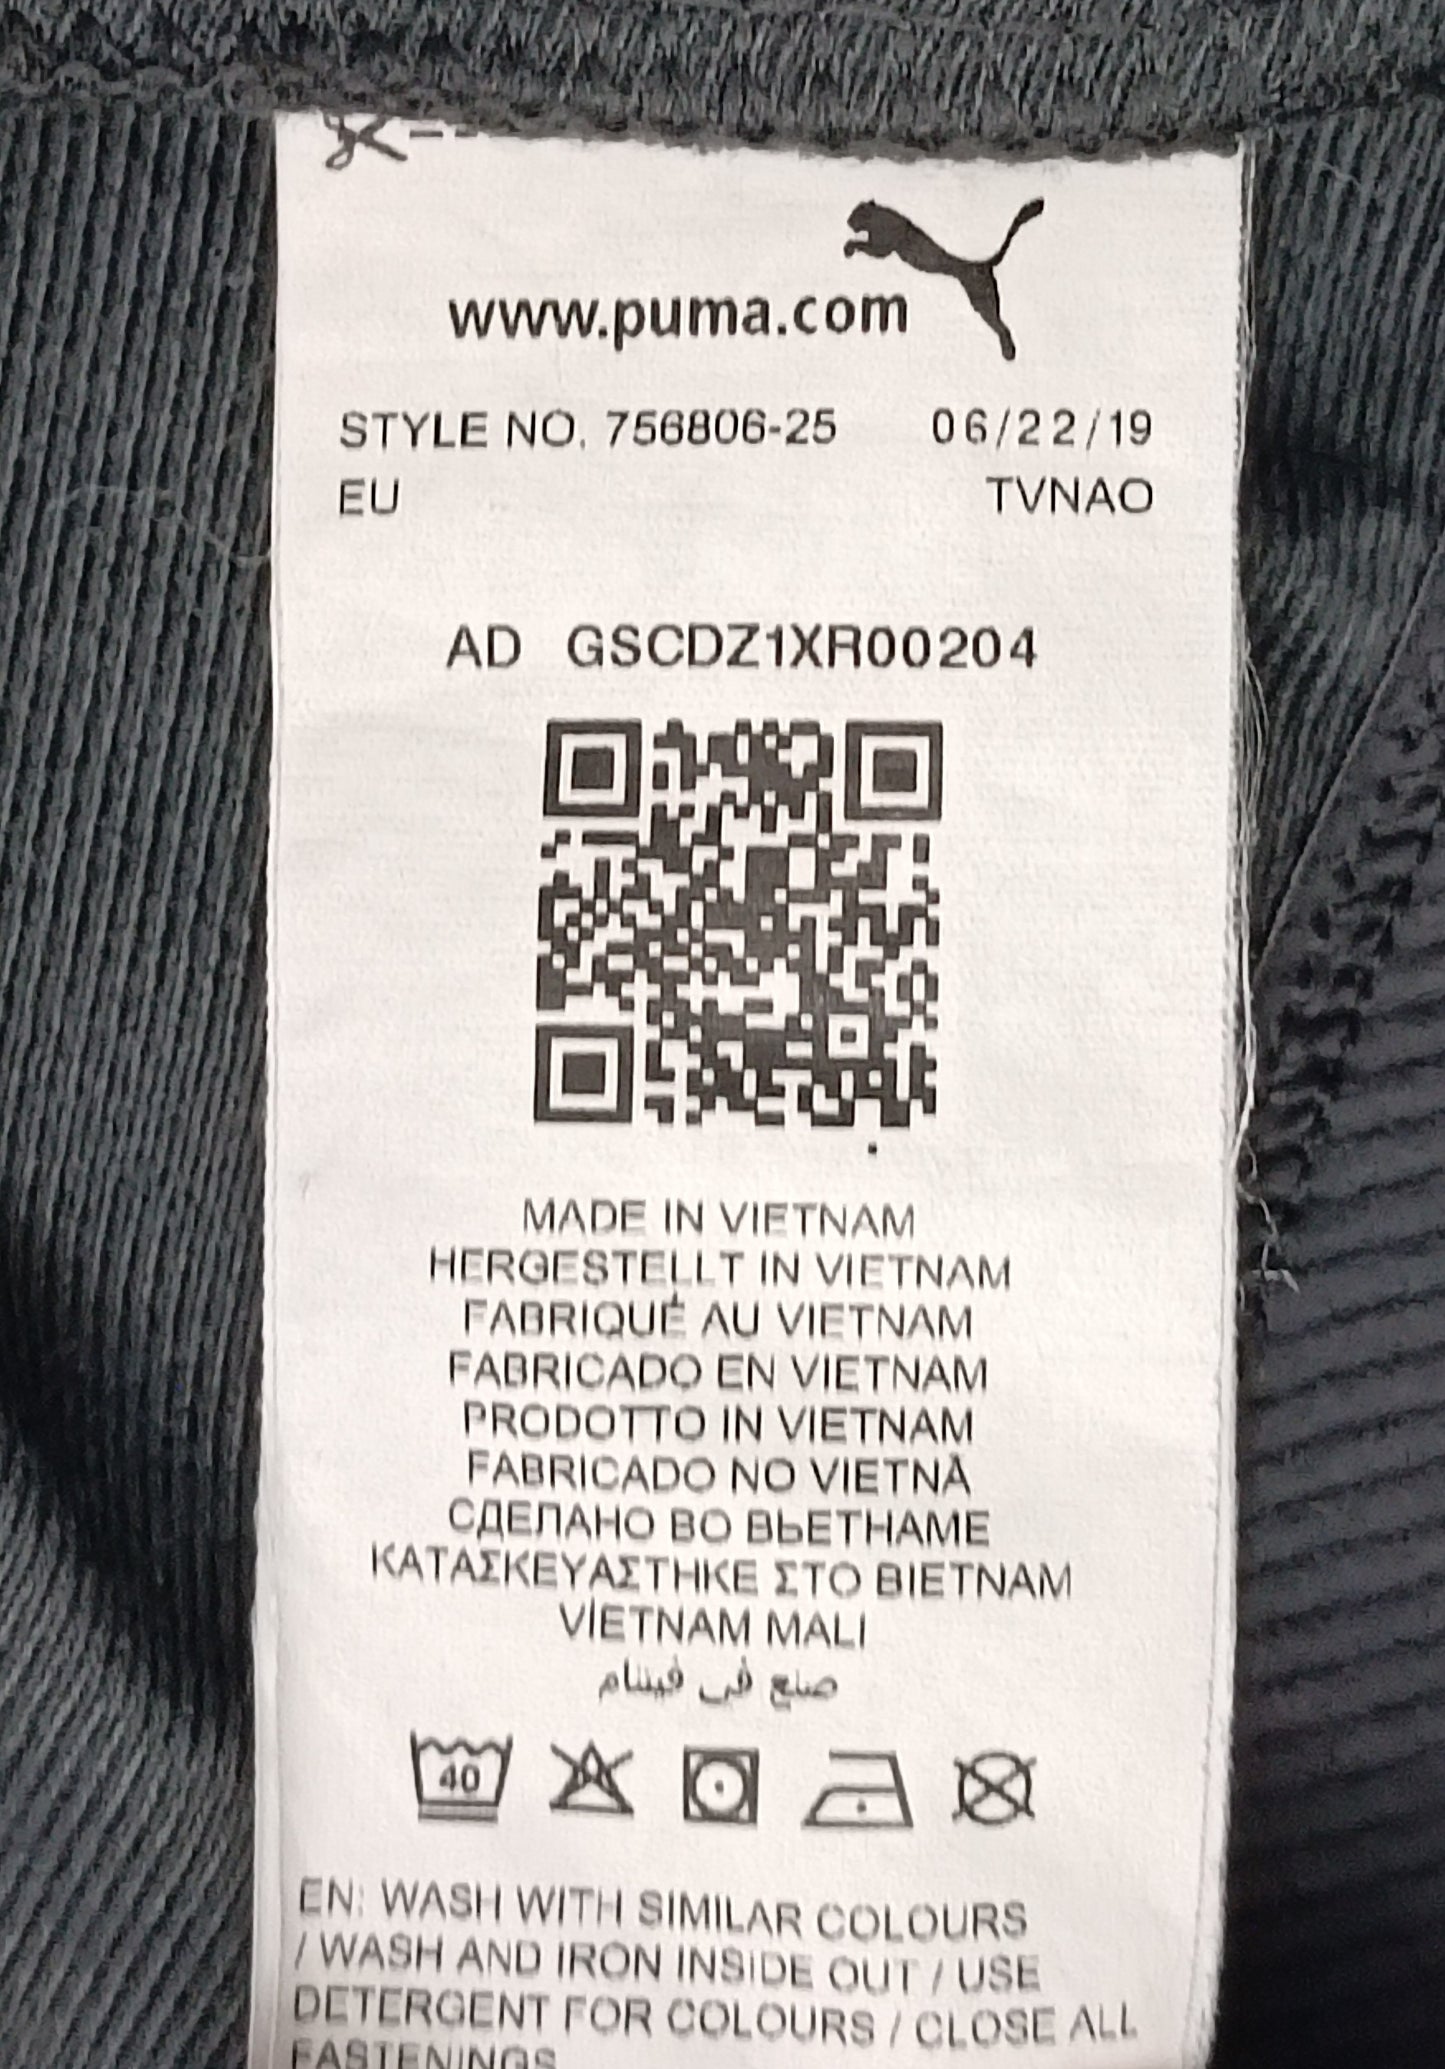 www.puma.com
STYLE NO. 756806-25 06/22/19
EU TVNAO
AD GSCDZ1XR00204
MADE IN VIETNAM
HERGESTELLT IN VIETNAM
FABRIQUÉ AU VIETNAM
FABRICADO EN VIETNAM
PRODOTTO IN VIETNAM
FABRICADO NO VIETNÃ
СДЕЛАНО ВО ВЬЕТНАМЕ
ΚΑΤΑΣΚΕΥΑΣΤΗΚΕ ΣΤΟ ΒΙΕΤΝΑΜ
VİETNAM MALI
صنع في فيتنام
40
EN: WASH WITH SIMILAR COLOURS
/ WASH AND IRON INSIDE OUT / USE
DETERGENT FOR COLOURS / CLOSE ALL
FASTENINGS